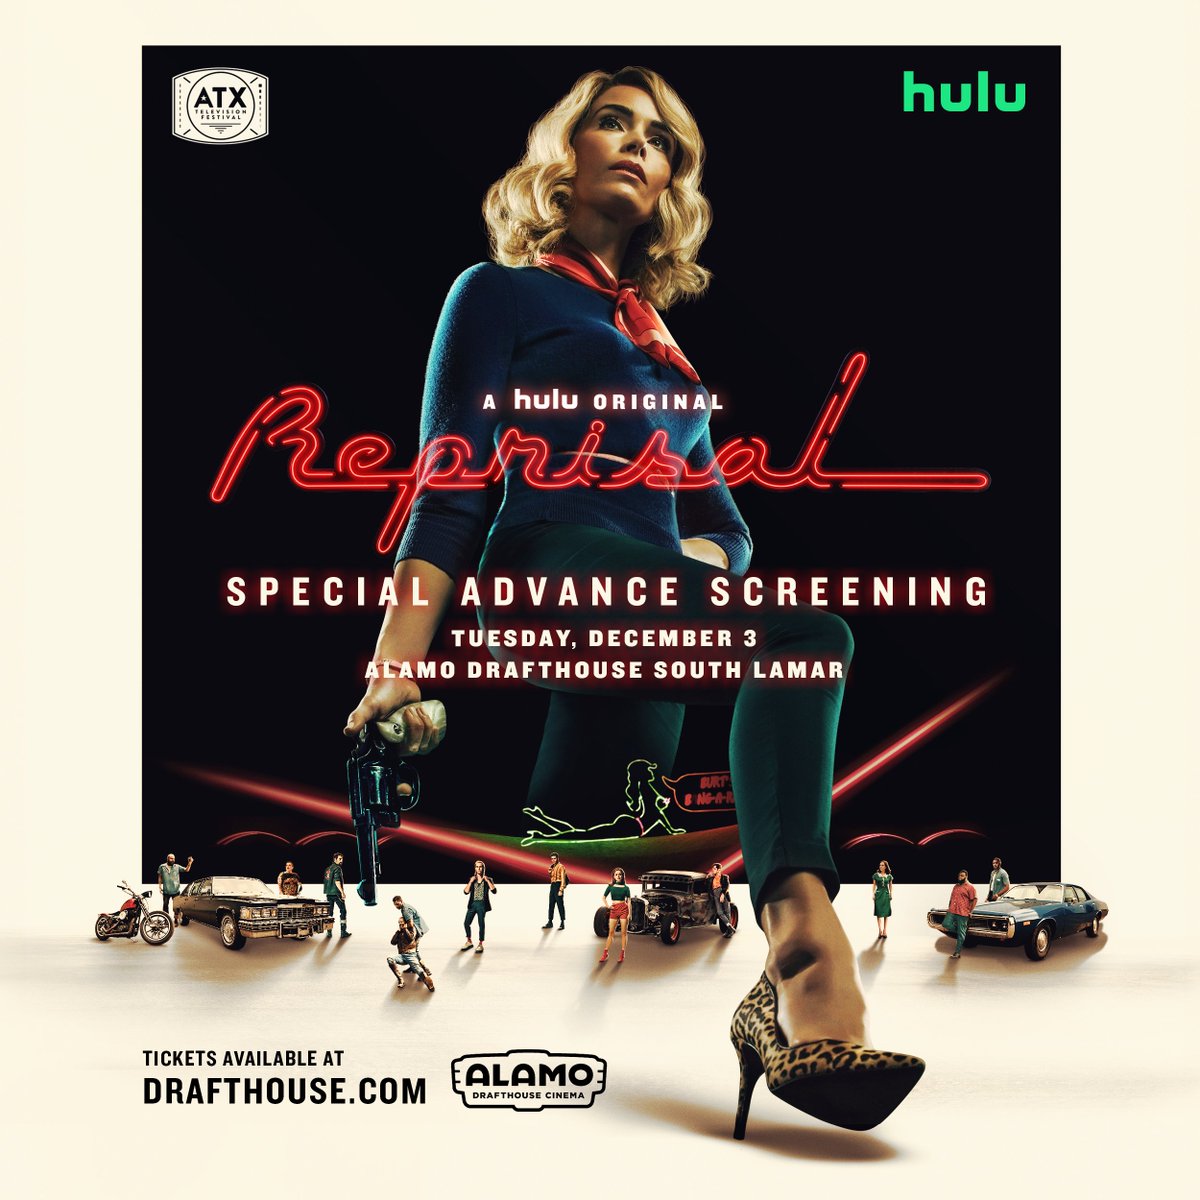 ATX
TELEVISION
FESTIVAL
hulu
A hulu ORIGINAL
Reprisal
SPECIAL ADVANCE SCREENING
TUESDAY, DECEMBER 3
ALAMO DRAFTHOUSE SOUTH LAMAR
TICKETS AVAILABLE AT
DRAFTHOUSE.COM
ALAMO
DRAFTHOUSE CINEMA